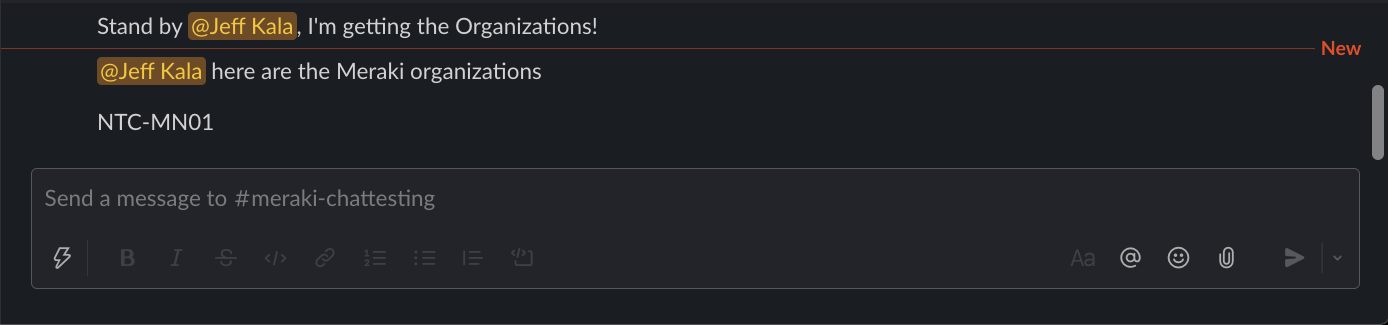 Stand by @Jeff Kala, I'm getting the Organizations!
New
@Jeff Kala here are the Meraki organizations
NTC-MN01
Send a message to #meraki-chattesting
B I S </> Aa @